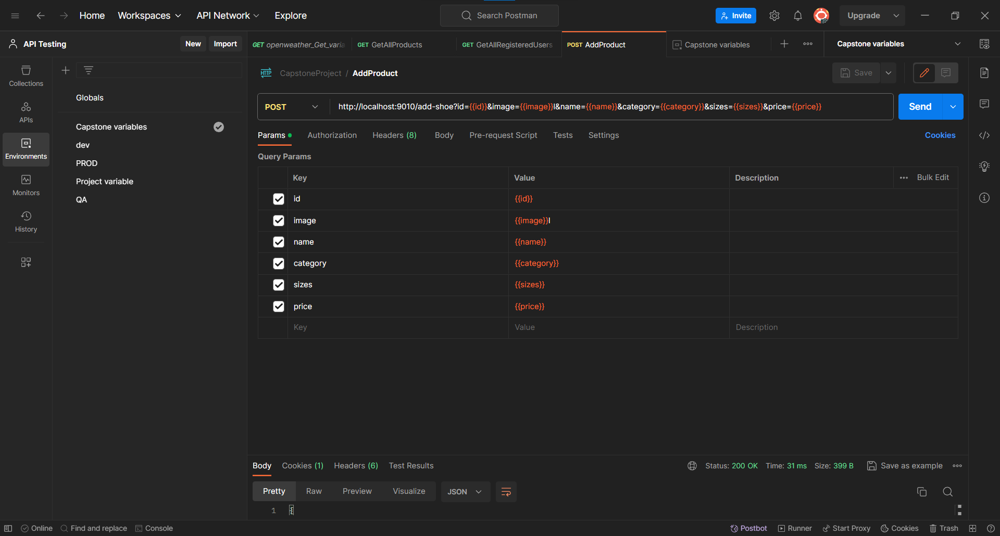 Home Workspaces API Network Explore Search Postman Invite Upgrade
API Testing New Import GET openweather_Get_varia GET GetAllProducts GET GetAllRegisteredUsers POST AddProduct Capstone variables Capstone variables
Collections
APIs
Environments
Monitors
History
Globals
Capstone variables
dev
PROD
Project variable
QA
HTTP CapstoneProject / AddProduct Save
POST http://localhost:9010/add-shoe?id={{id}}&image={{image}}l&name={{name}}&category={{category}}&sizes={{sizes}}&price={{price}} Send
Params Authorization Headers (8) Body Pre-request Script Tests Settings Cookies
Query Params
Key Value Description Bulk Edit
id {{id}}
image {{image}}l
name {{name}}
category {{category}}
sizes {{sizes}}
price {{price}}
Key Value Description
Body Cookies (1) Headers (6) Test Results Status: 200 OK Time: 31 ms Size: 399 B Save as example
Pretty Raw Preview Visualize JSON
1 {
Online Find and replace Console Postbot Runner Start Proxy Cookies Trash